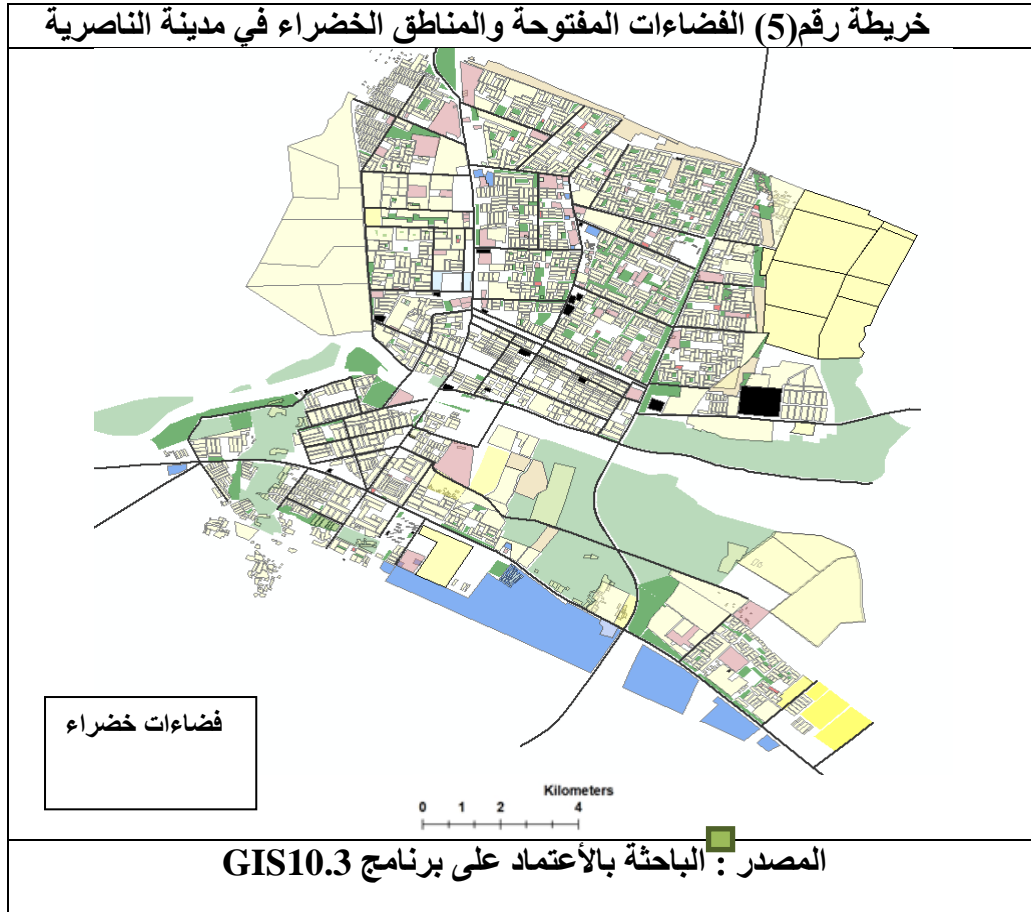 خريطة رقم(5) الفضاءات المفتوحة والمناطق الخضراء في مدينة الناصرية
فضاءات خضراء
Kilometers
0 1 2 4
المصدر : الباحثة بالأعتماد على برنامج GIS10.3